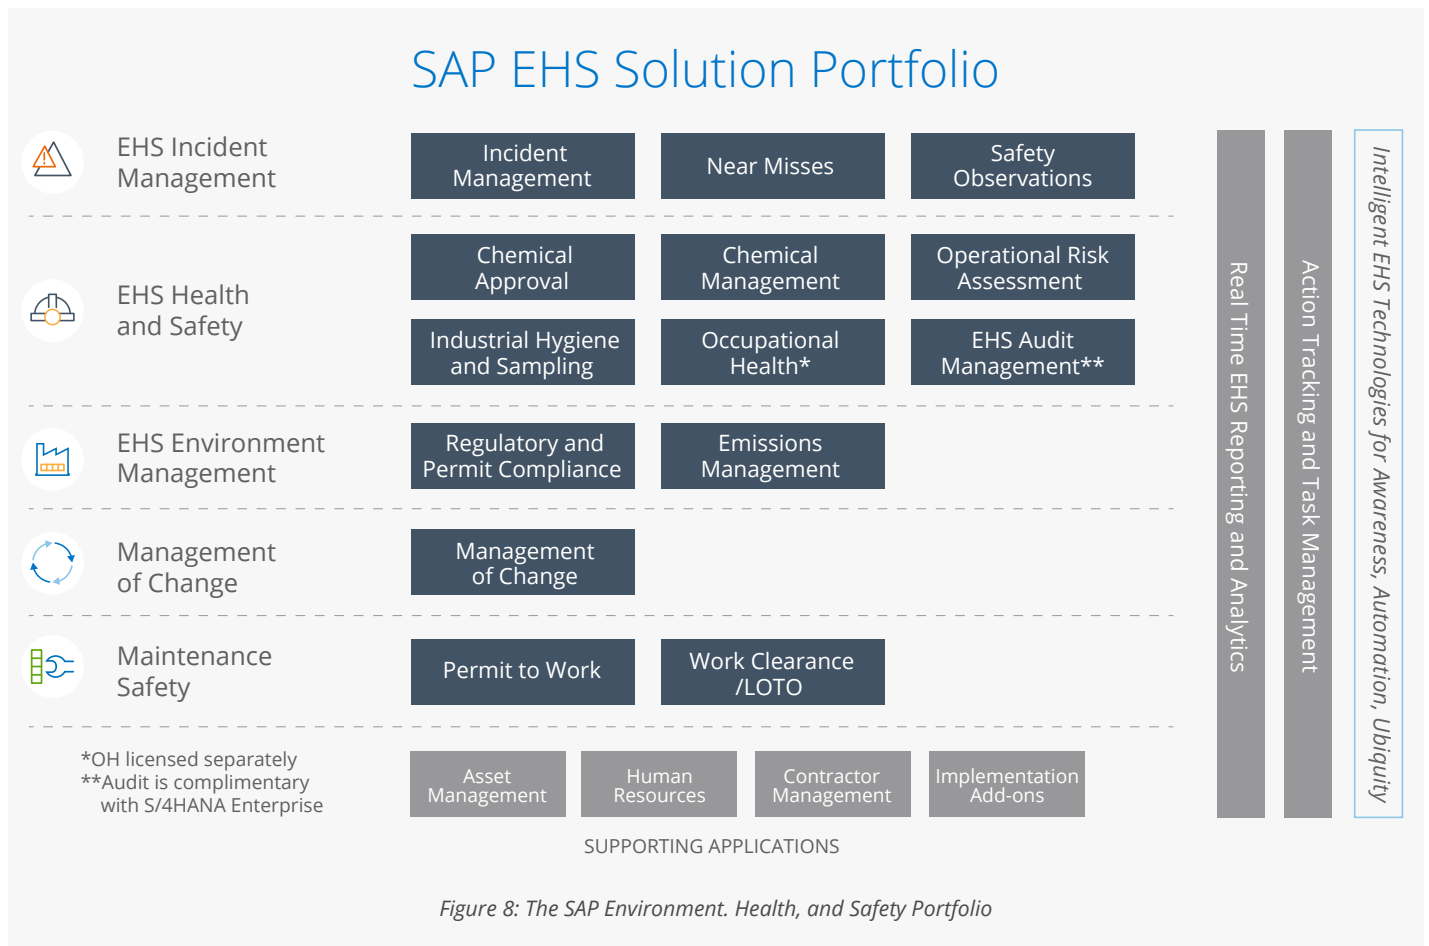 SAP EHS Solution Portfolio
EHS Incident
Management
Incident
Management
Near Misses
Safety
Observations
EHS Health
and Safety
Chemical
Approval
Chemical
Management
Operational Risk
Assessment
Industrial Hygiene
and Sampling
Occupational
Health*
EHS Audit
Management**
EHS Environment
Management
Regulatory and
Permit Compliance
Emissions
Management
Management
of Change
Management
of Change
Maintenance
Safety
Permit to Work
Work Clearance
/LOTO
*OH licensed separately
**Audit is complimentary
with S/4HANA Enterprise
Asset
Management
Human
Resources
Contractor
Management
Implementation
Add-ons
SUPPORTING APPLICATIONS
Real Time EHS Reporting and Analytics
Action Tracking and Task Management
Intelligent EHS Technologies for Awareness, Automation, Ubiquity
Figure 8: The SAP Environment. Health, and Safety Portfolio